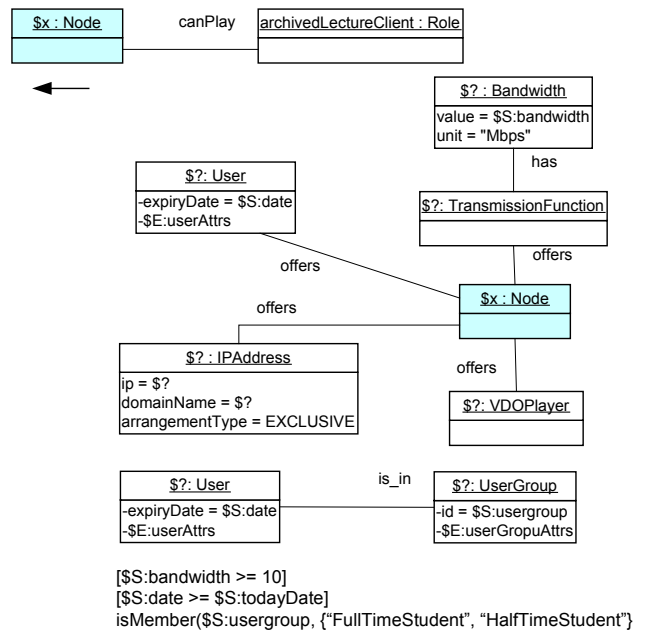 $x : Node
canPlay
archivedLectureClient : Role
$? : Bandwidth
value = $S:bandwidth
unit = "Mbps"
has
$?: User
-expiryDate = $S:date
-$E:userAttrs
$?: TransmissionFunction
offers
offers
$x : Node
offers
$? : IPAddress
ip = $?
domainName = $?
arrangementType = EXCLUSIVE
offers
$?: VDOPlayer
$?: User
-expiryDate = $S:date
-$E:userAttrs
is_in
$?: UserGroup
-id = $S:usergroup
-$E:userGropuAttrs
[$S:bandwidth >= 10]
[$S:date >= $S:todayDate]
isMember($S:usergroup, {“FullTimeStudent”, “HalfTimeStudent”}